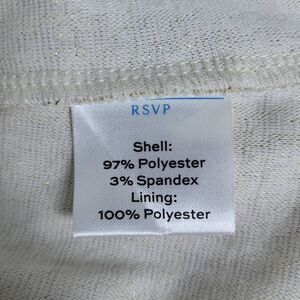 RSVP
Shell:
97% Polyester
3% Spandex
Lining:
100% Polyester